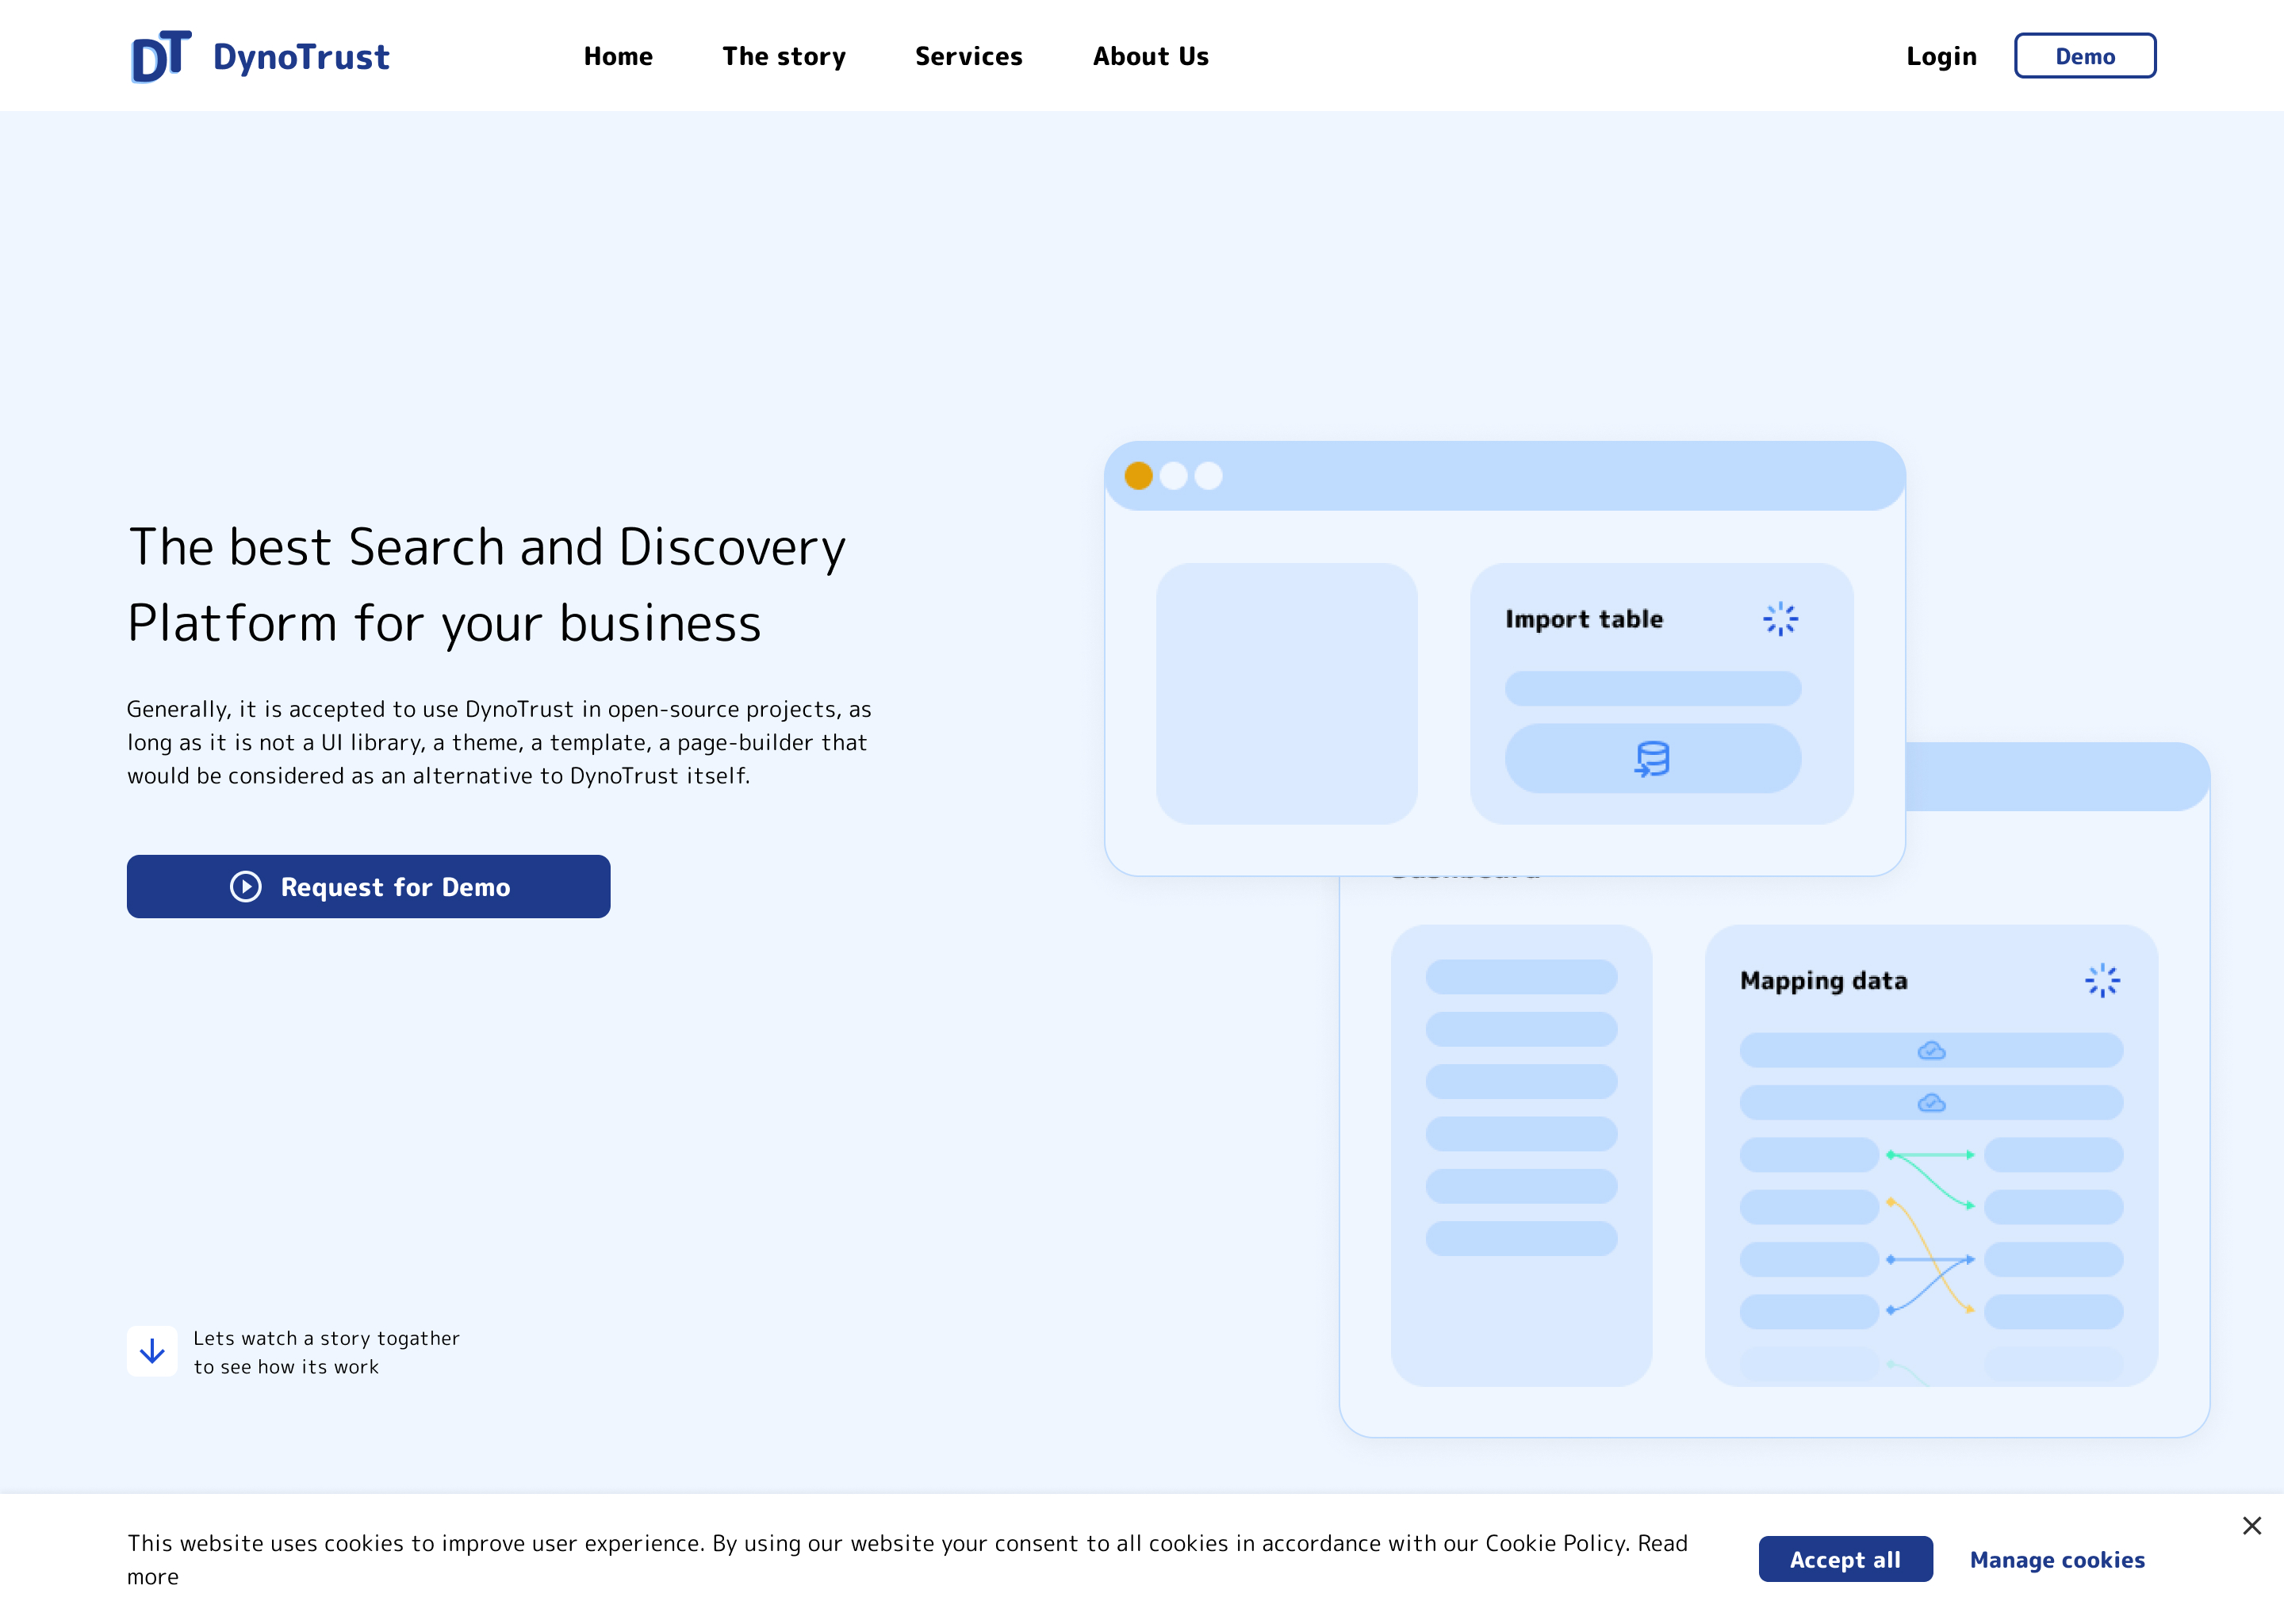 DT DynoTrust
Home The story Services About Us
Login Demo
The best Search and Discovery
Platform for your business
Generally, it is accepted to use DynoTrust in open-source projects, as
long as it is not a UI library, a theme, a template, a page-builder that
would be considered as an alternative to DynoTrust itself.
Request for Demo
Import table
Mapping data
Lets watch a story togather
to see how its work
This website uses cookies to improve user experience. By using our website your consent to all cookies in accordance with our Cookie Policy. Read
more
Accept all Manage cookies